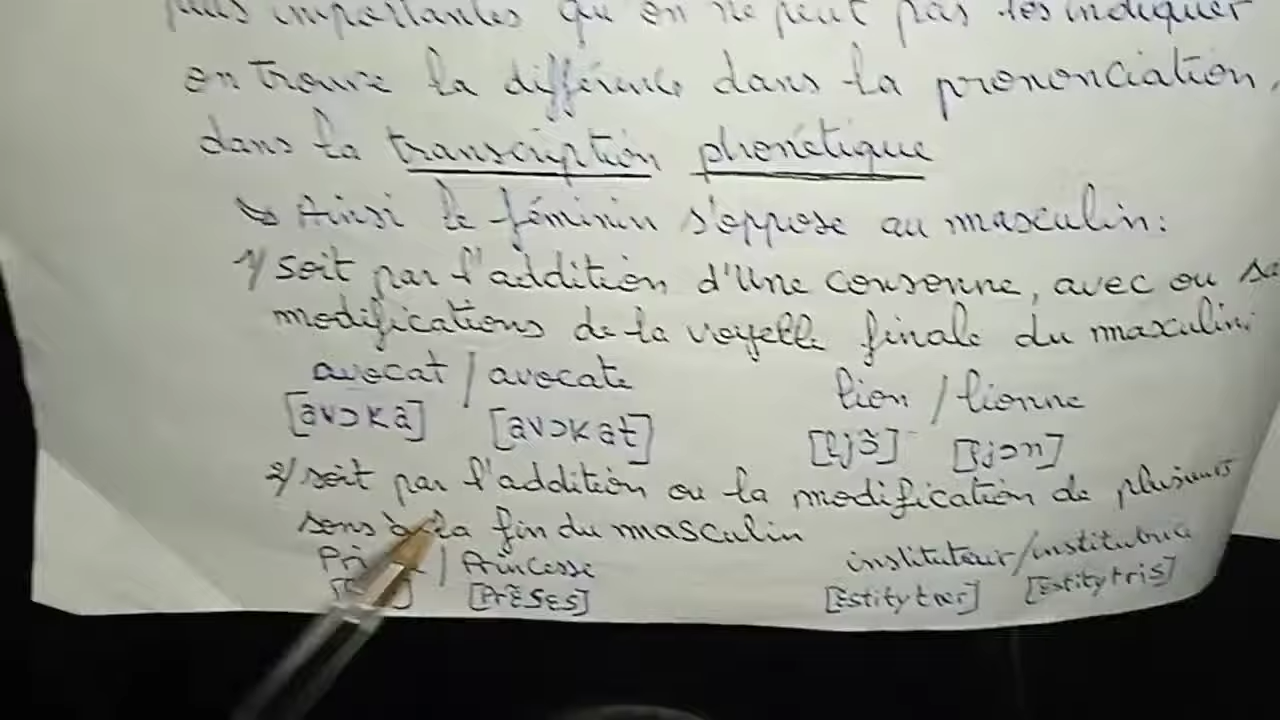 plus importantes qu'on ne peut pas les indiquer
on trouve la différence dans la prononciation,
dans la transcription phonétique
↳ Ainsi le féminin s'oppose au masculin:
1/ soit par l'addition d'une consonne, avec ou
modifications de la voyelle finale du masculin.
avocat / avocate lion / lionne
[avɔka] [avɔkat] [ljɔ̃] [ljɔn]
2/ soit par l'addition ou la modification de plusieurs
sons à la fin du masculin
/ Princesse instituteur/institutrice
[prɛ̃sɛs] [ɛ̃stitytœr] [ɛ̃stitytris]